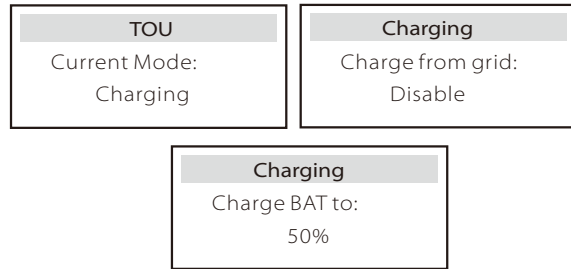 TOU
Current Mode:
Charging
Charging
Charge from grid:
Disable
Charging
Charge BAT to:
50%